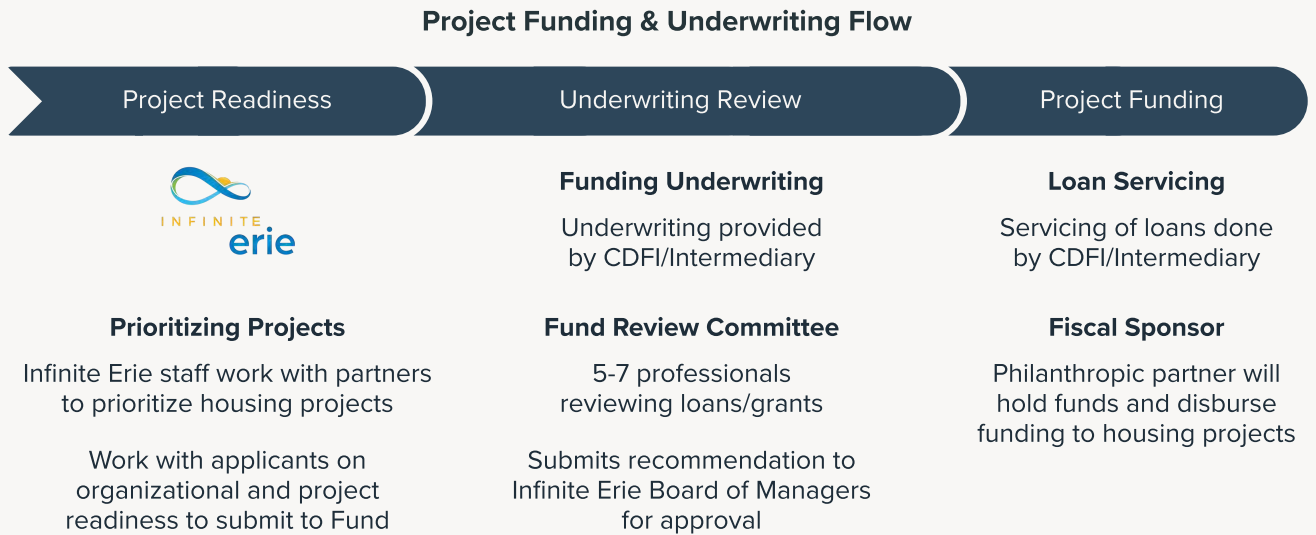 Project Funding & Underwriting Flow
Project Readiness
Underwriting Review
Project Funding
INFINITE
erie
Prioritizing Projects
Infinite Erie staff work with partners
to prioritize housing projects
Work with applicants on
organizational and project
readiness to submit to Fund
Funding Underwriting
Underwriting provided
by CDFI/Intermediary
Fund Review Committee
5-7 professionals
reviewing loans/grants
Submits recommendation to
Infinite Erie Board of Managers
for approval
Loan Servicing
Servicing of loans done
by CDFI/Intermediary
Fiscal Sponsor
Philanthropic partner will
hold funds and disburse
funding to housing projects